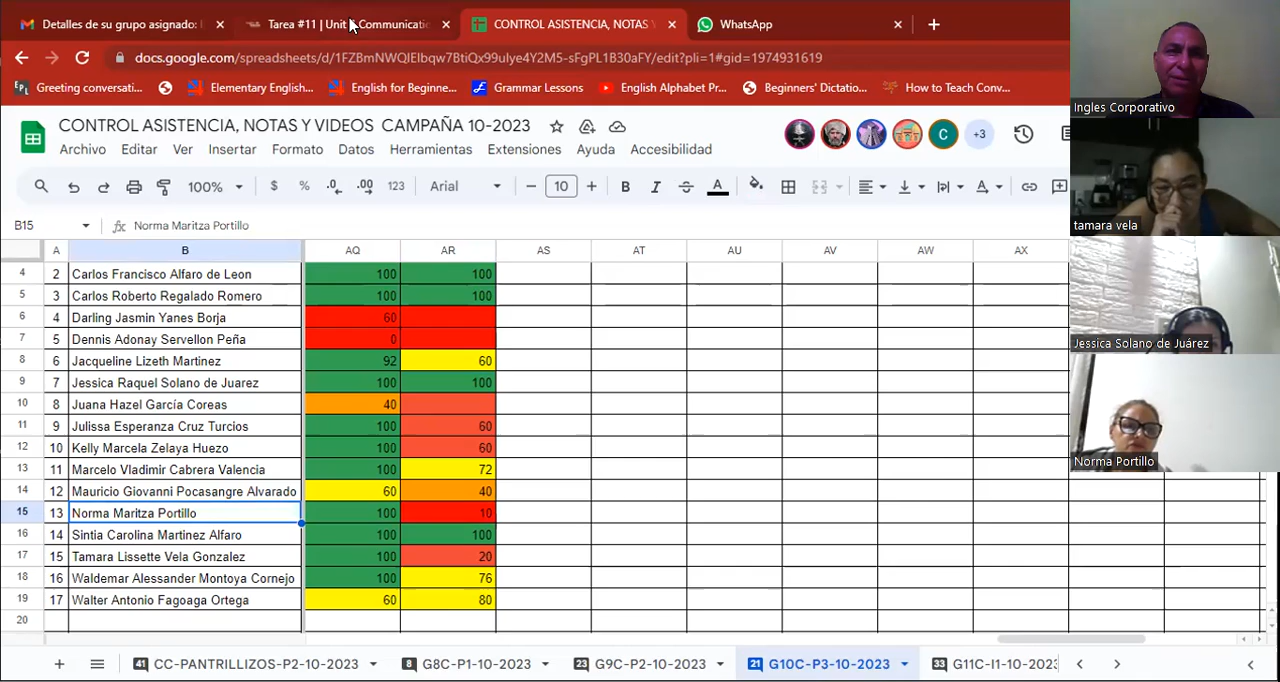 Detalles de su grupo asignado: I × Tarea #11 | Unit Communicatio × CONTROL ASISTENCIA, NOTAS Y × WhatsApp × +
docs.google.com/spreadsheets/d/1FZBmNWQIEIbqw7BtiQx99uIye4Y2M5-sFgPL1B30aFY/edit?pli=1#gid=1974931619
Greeting conversati... Elementary English... English for Beginne... Grammar Lessons English Alphabet Pr... Beginners' Dictatio... How to Teach Conv...
CONTROL ASISTENCIA, NOTAS Y VIDEOS CAMPAÑA 10-2023
C +3
Archivo Editar Ver Insertar Formato Datos Herramientas Extensiones Ayuda Accesibilidad
100% $ % .0 .00 123 Arial − 10 + B I S A
B15 fx Norma Maritza Portillo
A B AQ AR AS AT AU AV AW AX
4 2 Carlos Francisco Alfaro de Leon 100 100
5 3 Carlos Roberto Regalado Romero 100 100
6 4 Darling Jasmin Yanes Borja 60
7 5 Dennis Adonay Servellon Peña 0
8 6 Jacqueline Lizeth Martinez 92 60
9 7 Jessica Raquel Solano de Juarez 100 100
10 8 Juana Hazel García Coreas 40
11 9 Julissa Esperanza Cruz Turcios 100 60
12 10 Kelly Marcela Zelaya Huezo 100 60
13 11 Marcelo Vladimir Cabrera Valencia 100 72
14 12 Mauricio Giovanni Pocasangre Alvarado 60 40
15 13 Norma Maritza Portillo 100 10
16 14 Sintia Carolina Martinez Alfaro 100 100
17 15 Tamara Lissette Vela Gonzalez 100 20
18 16 Waldemar Alessander Montoya Cornejo 100 76
19 17 Walter Antonio Fagoaga Ortega 60 80
20
+ 41 CC-PANTRILLIZOS-P2-10-2023 8 G8C-P1-10-2023 23 G9C-P2-10-2023 21 G10C-P3-10-2023 33 G11C-I1-10-2023
Ingles Corporativo
tamara vela
Jessica Solano de Juárez
Norma Portillo